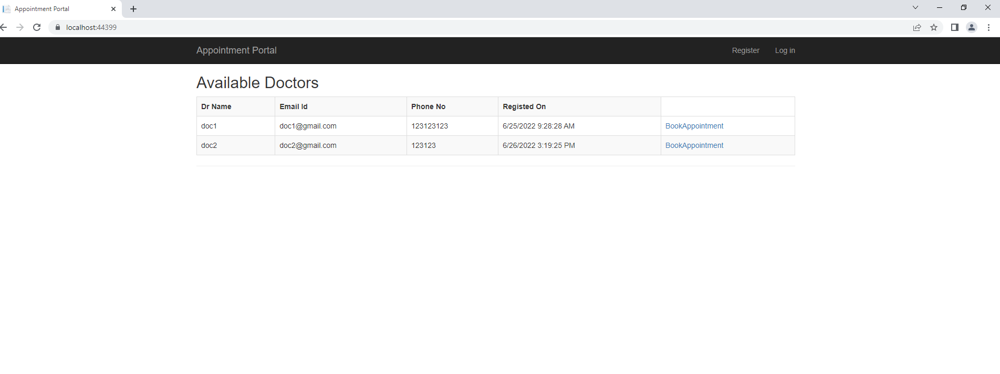 Appointment Portal
localhost:44399
Appointment Portal Register Log in
Available Doctors
Dr Name Email Id Phone No Registed On
doc1 doc1@gmail.com 123123123 6/25/2022 9:28:28 AM BookAppointment
doc2 doc2@gmail.com 123123 6/26/2022 3:19:25 PM BookAppointment